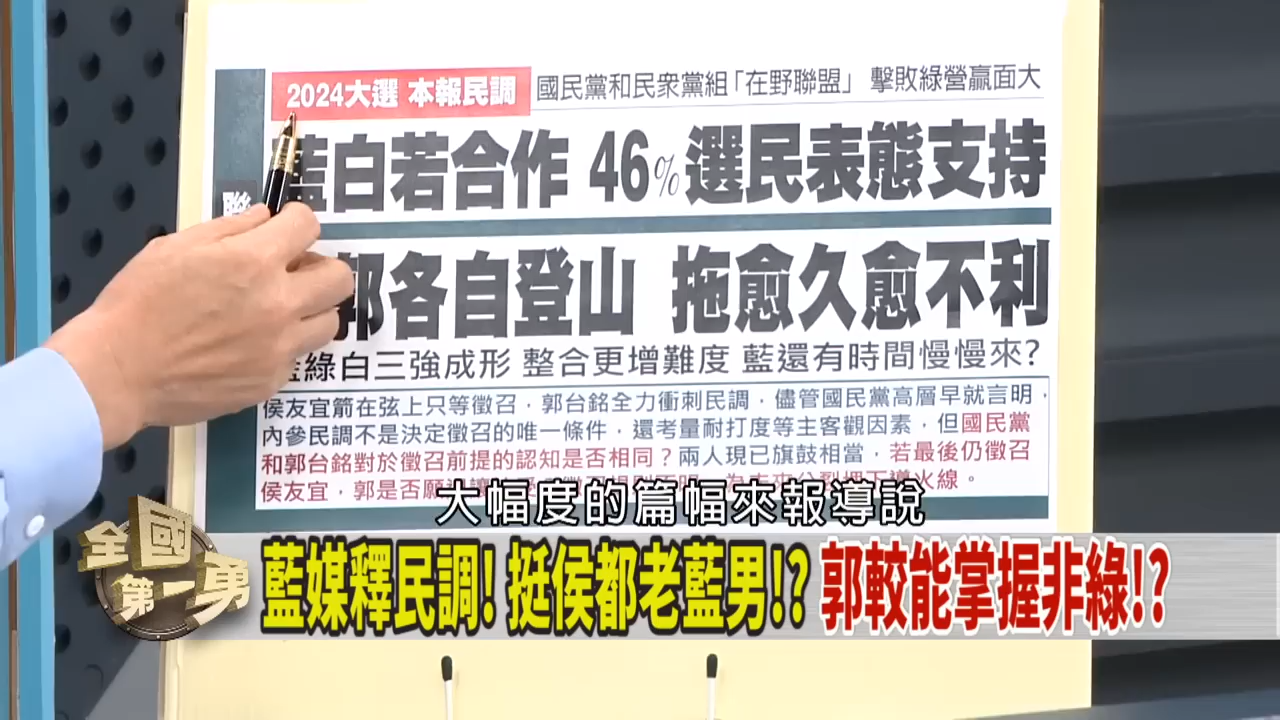 2024大選 本報民調
國民黨和民衆黨組「在野聯盟」 擊敗綠營贏面大
藍白若合作 46%選民表態支持
聯
郭各自登山 拖愈久愈不利
藍綠白三強成形 整合更增難度 藍還有時間慢慢來?
侯友宜箭在弦上只等徵召，郭台銘全力衝刺民調，儘管國民黨高層早就言明，
內參民調不是決定徵召的唯一條件，還考量耐打度等主客觀因素，但國民黨
和郭台銘對於徵召前提的認知是否相同？兩人現已旗鼓相當，若最後仍徵召
侯友宜，郭是否願 導火線。
大幅度的篇幅來報導說
全國第一勇
藍媒釋民調! 挺侯都老藍男!? 郭較能掌握非綠!?